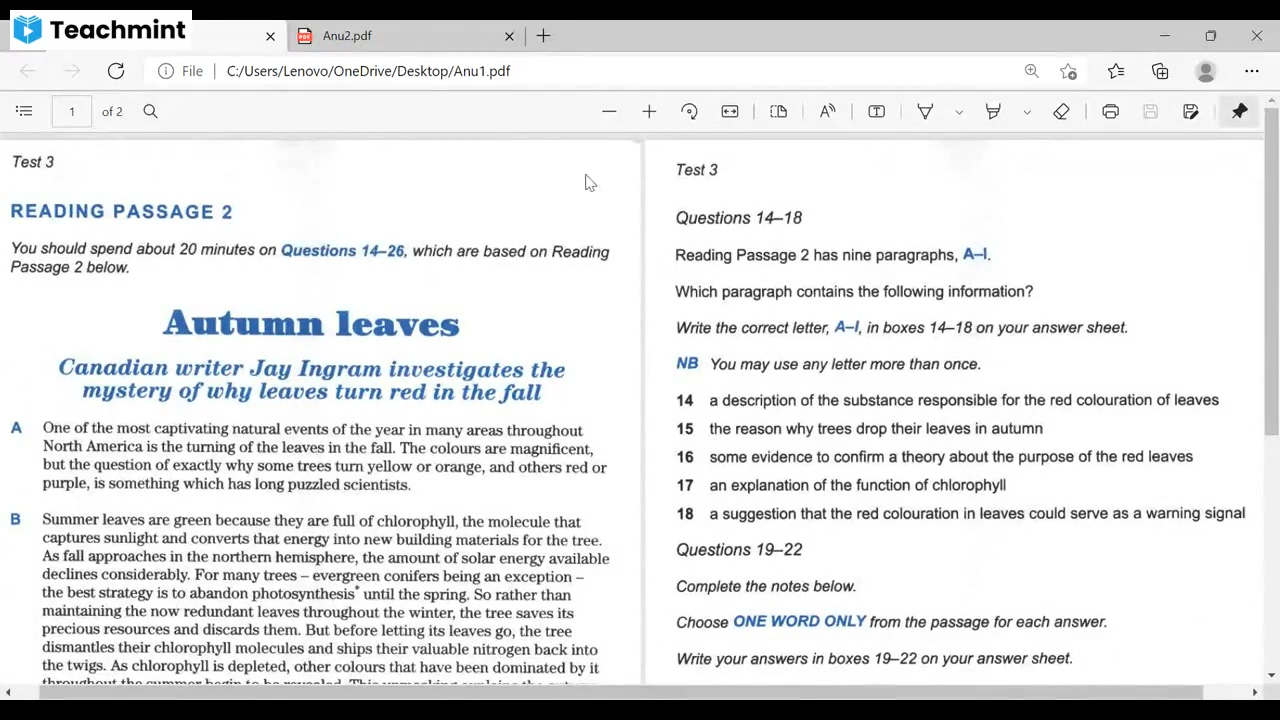 Teachmint
Anu2.pdf
File
C:/Users/Lenovo/OneDrive/Desktop/Anu1.pdf
1 of 2
Test 3
READING PASSAGE 2
You should spend about 20 minutes on Questions 14–26, which are based on Reading
Passage 2 below.
Autumn leaves
Canadian writer Jay Ingram investigates the
mystery of why leaves turn red in the fall
A One of the most captivating natural events of the year in many areas throughout
North America is the turning of the leaves in the fall. The colours are magnificent,
but the question of exactly why some trees turn yellow or orange, and others red or
purple, is something which has long puzzled scientists.
B Summer leaves are green because they are full of chlorophyll, the molecule that
captures sunlight and converts that energy into new building materials for the tree.
As fall approaches in the northern hemisphere, the amount of solar energy available
declines considerably. For many trees – evergreen conifers being an exception –
the best strategy is to abandon photosynthesis* until the spring. So rather than
maintaining the now redundant leaves throughout the winter, the tree saves its
precious resources and discards them. But before letting its leaves go, the tree
dismantles their chlorophyll molecules and ships their valuable nitrogen back into
the twigs. As chlorophyll is depleted, other colours that have been dominated by it
throughout the summer begin to be revealed. This unmasking explains the autumn
Test 3
Questions 14–18
Reading Passage 2 has nine paragraphs, A–I.
Which paragraph contains the following information?
Write the correct letter, A–I, in boxes 14–18 on your answer sheet.
NB You may use any letter more than once.
14 a description of the substance responsible for the red colouration of leaves
15 the reason why trees drop their leaves in autumn
16 some evidence to confirm a theory about the purpose of the red leaves
17 an explanation of the function of chlorophyll
18 a suggestion that the red colouration in leaves could serve as a warning signal
Questions 19–22
Complete the notes below.
Choose ONE WORD ONLY from the passage for each answer.
Write your answers in boxes 19–22 on your answer sheet.